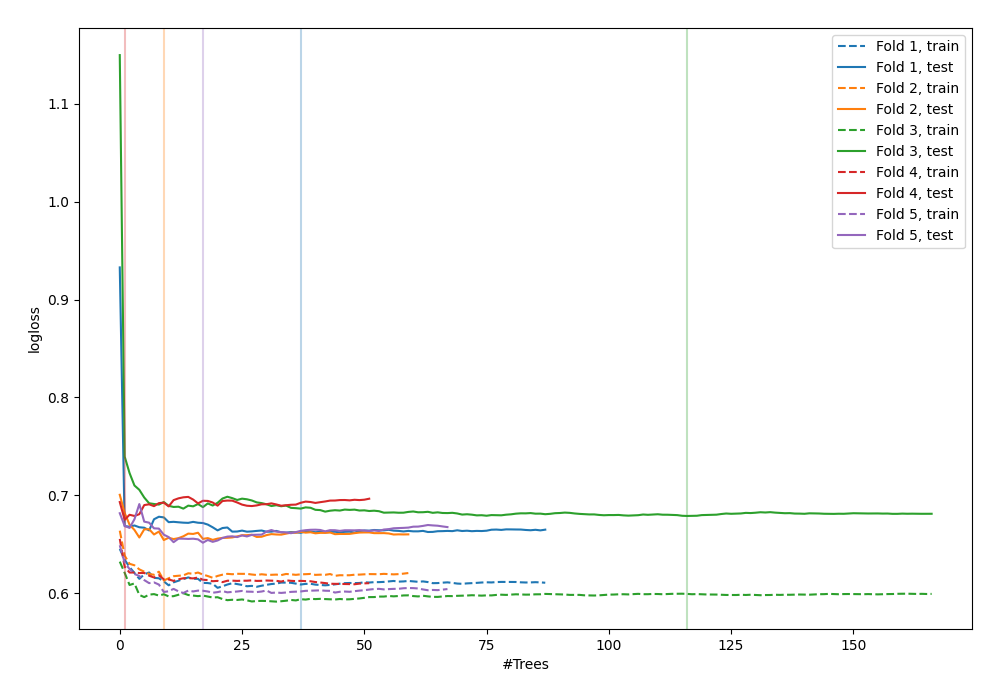 1.1
1.0
0.9
0.8
0.7
0.6
logloss
0
25
50
75
100
125
150
#Trees
Fold 1, train
Fold 1, test
Fold 2, train
Fold 2, test
Fold 3, train
Fold 3, test
Fold 4, train
Fold 4, test
Fold 5, train
Fold 5, test